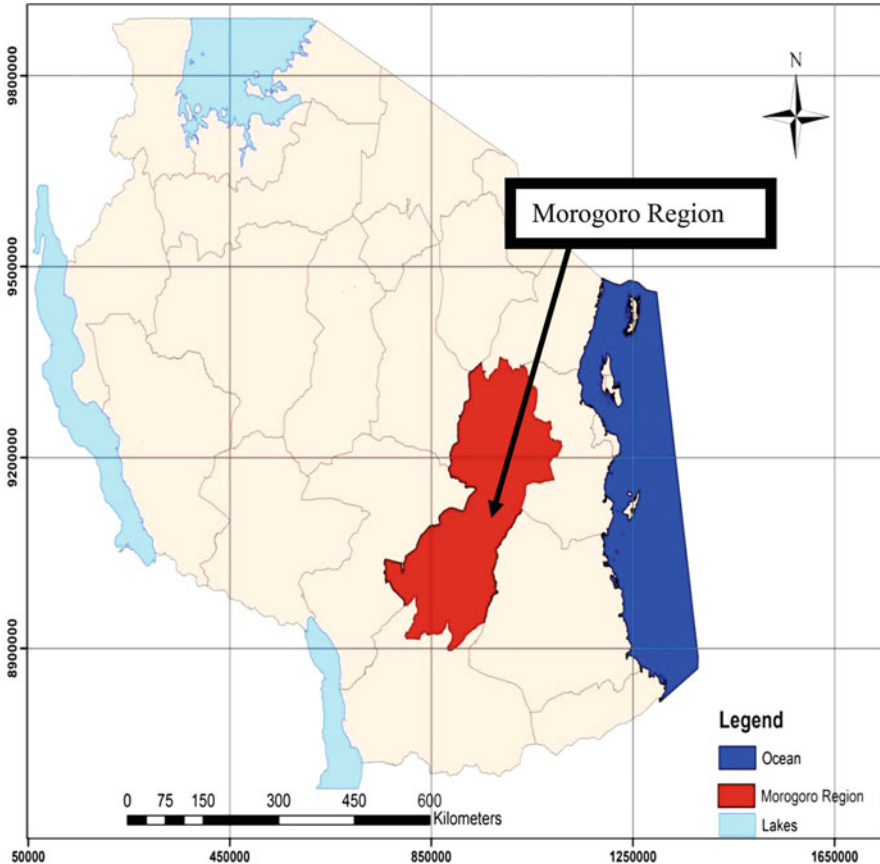 9800000
N
Morogoro Region
9500000
9200000
8900000
Legend
Ocean
Morogoro Region
Lakes
0 75 150 300 450 600
Kilometers
50000 450000 850000 1250000 1650000